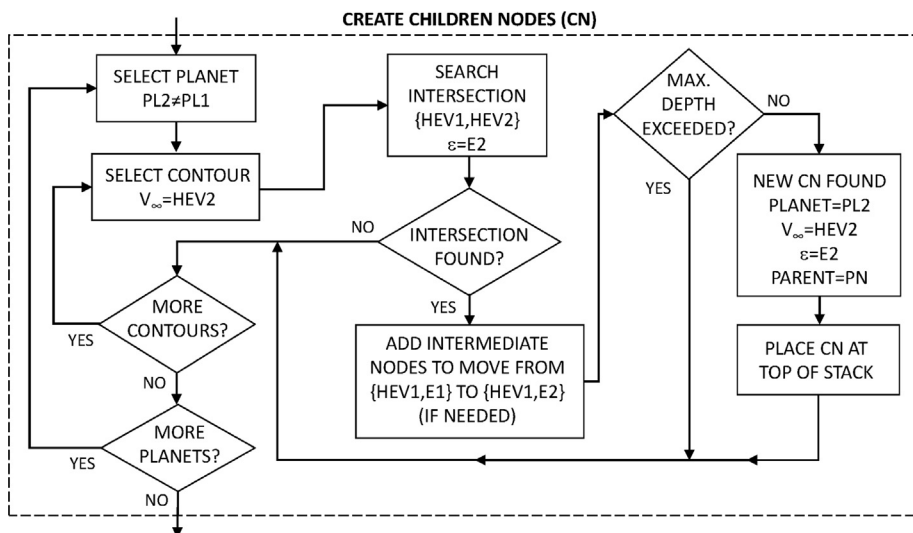 CREATE CHILDREN NODES (CN)
SELECT PLANET
PL2≠PL1
SELECT CONTOUR
V∞=HEV2
SEARCH
INTERSECTION
{HEV1,HEV2}
ε=E2
INTERSECTION
FOUND?
NO
YES
MORE
CONTOURS?
YES
NO
MORE
PLANETS?
YES
NO
ADD INTERMEDIATE
NODES TO MOVE FROM
{HEV1,E1} TO {HEV1,E2}
(IF NEEDED)
MAX.
DEPTH
EXCEEDED?
NO
YES
NEW CN FOUND
PLANET=PL2
V∞=HEV2
ε=E2
PARENT=PN
PLACE CN AT
TOP OF STACK